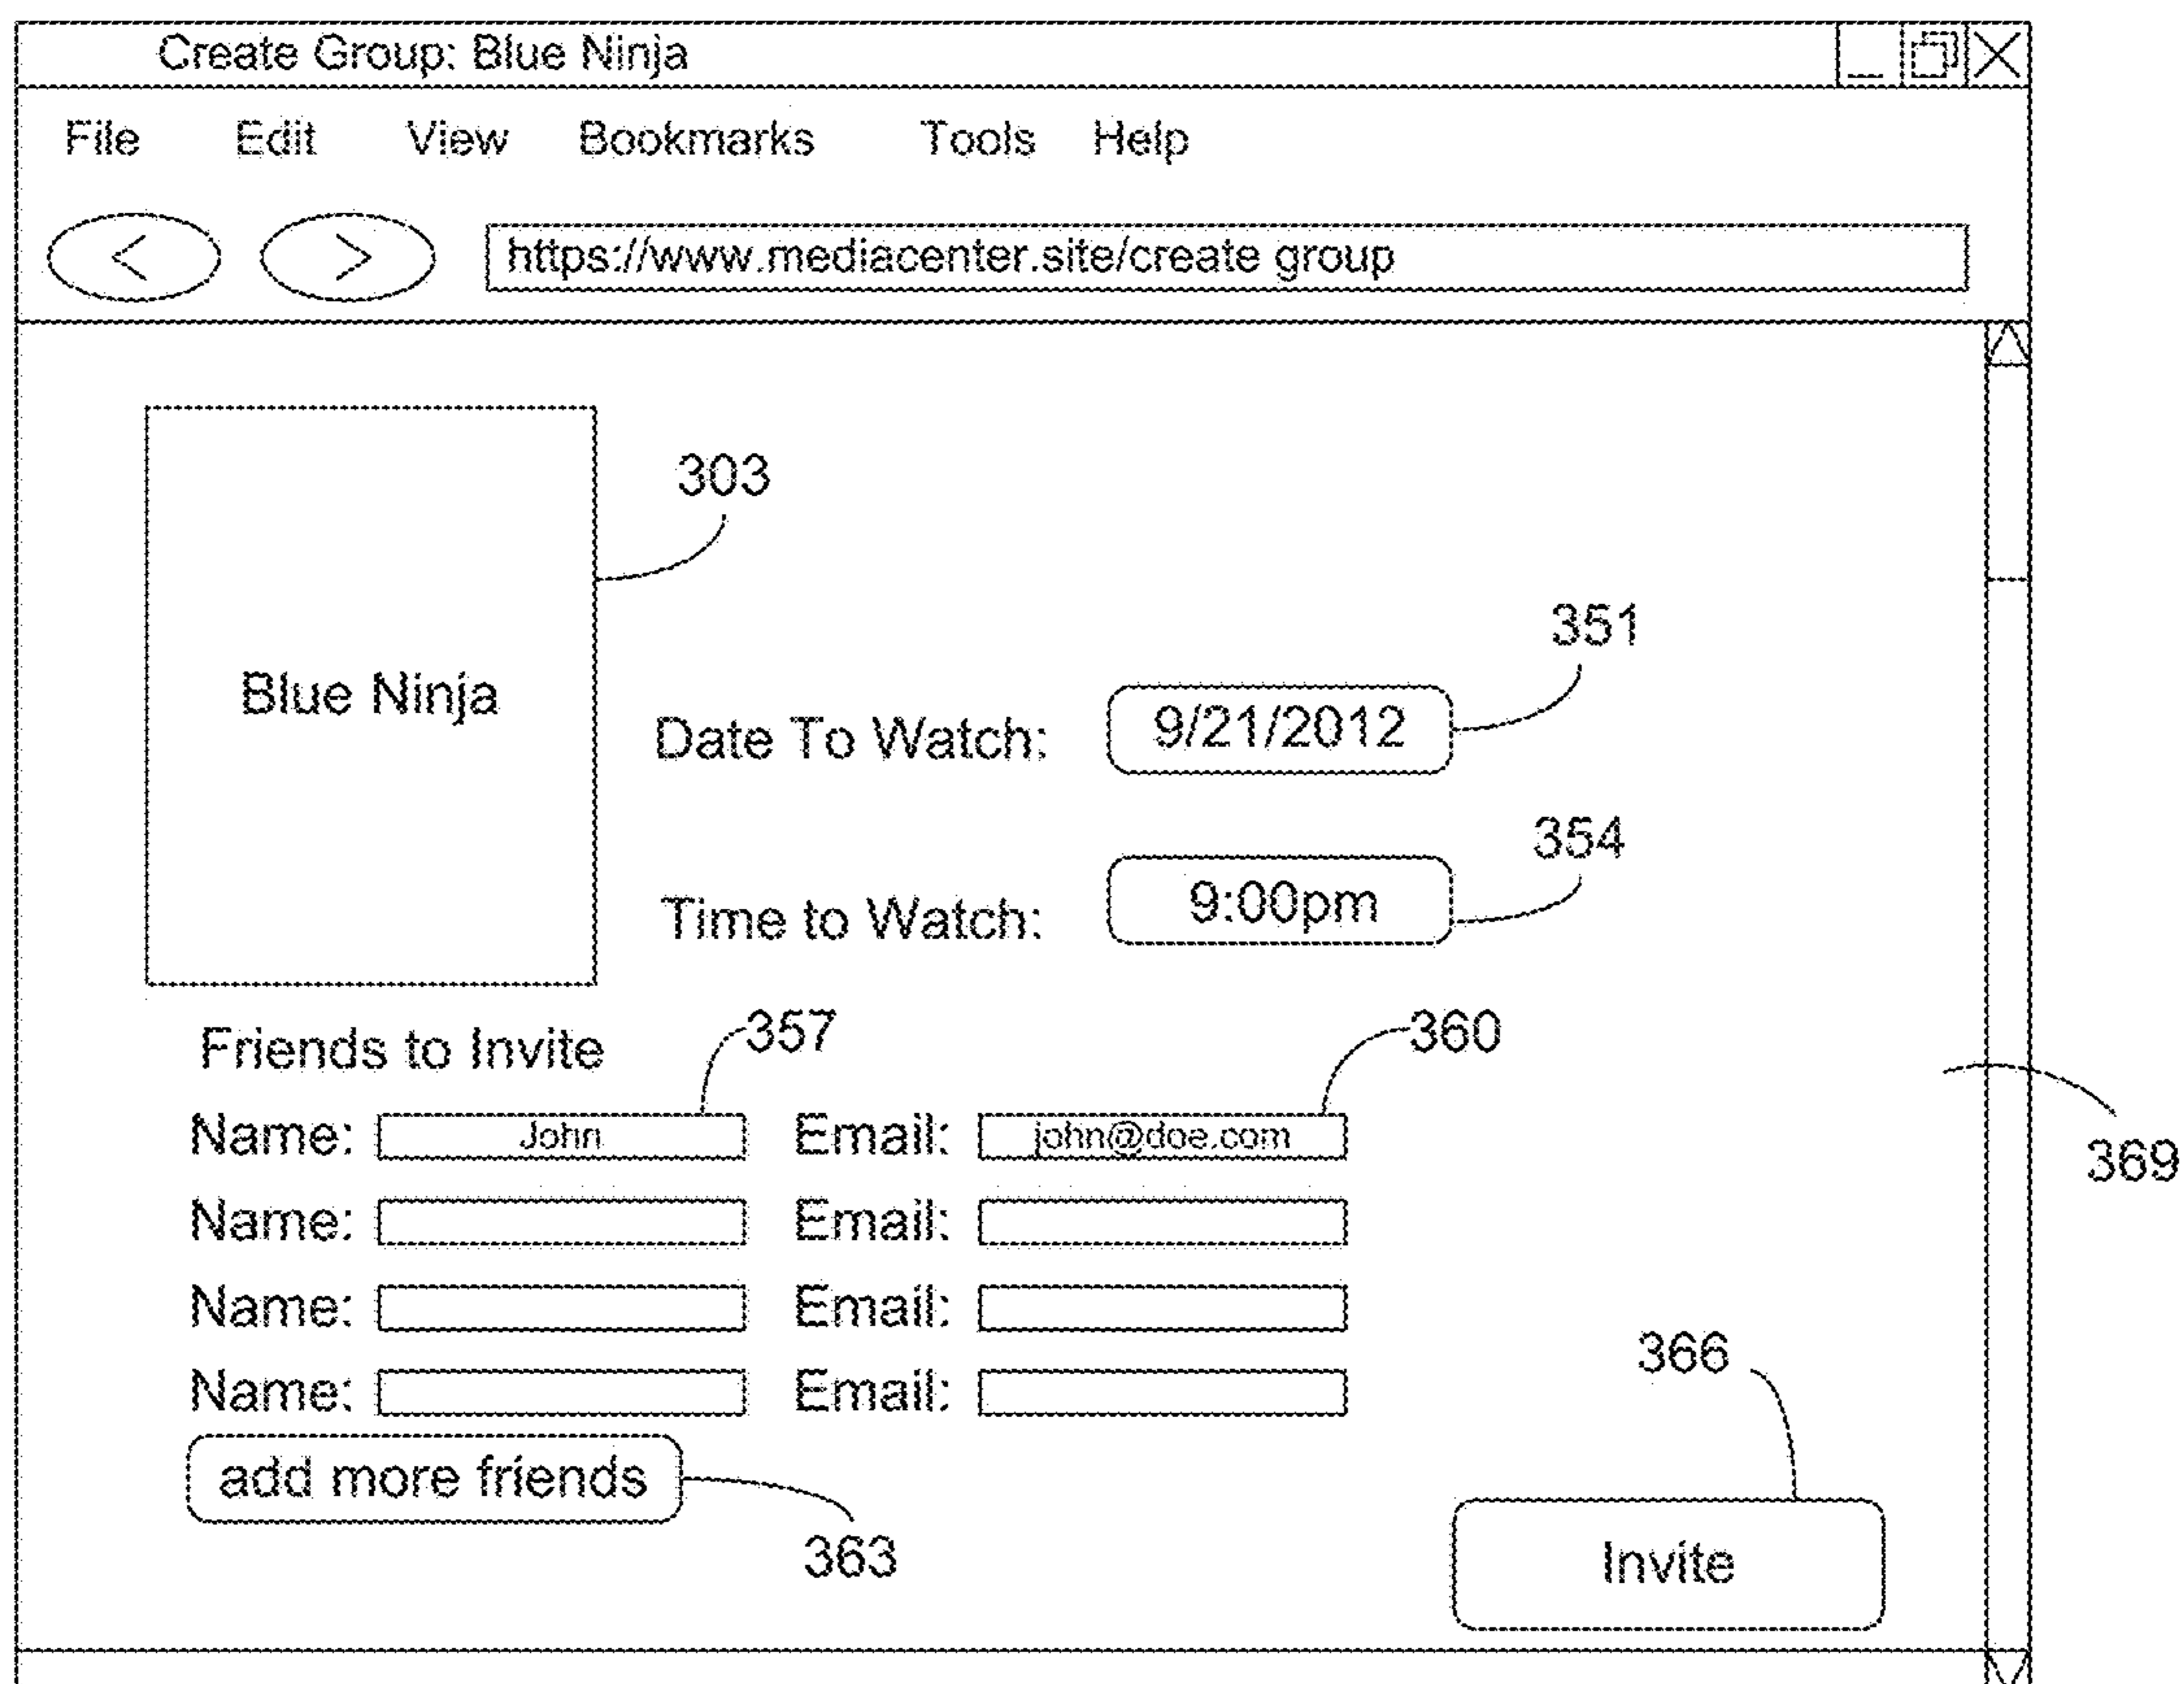 Create Group: Blue Ninja
File Edit View Bookmarks Tools Help
< > https://www.mediacenter.site/create group
303
351
Blue Ninja
Date To Watch: 9/21/2012
354
Time to Watch: 9:00pm
Friends to Invite 357 360
Name: John Email: john@doe.com
369
Name: Email:
Name: Email:
366
Name: Email:
add more friends
363
Invite